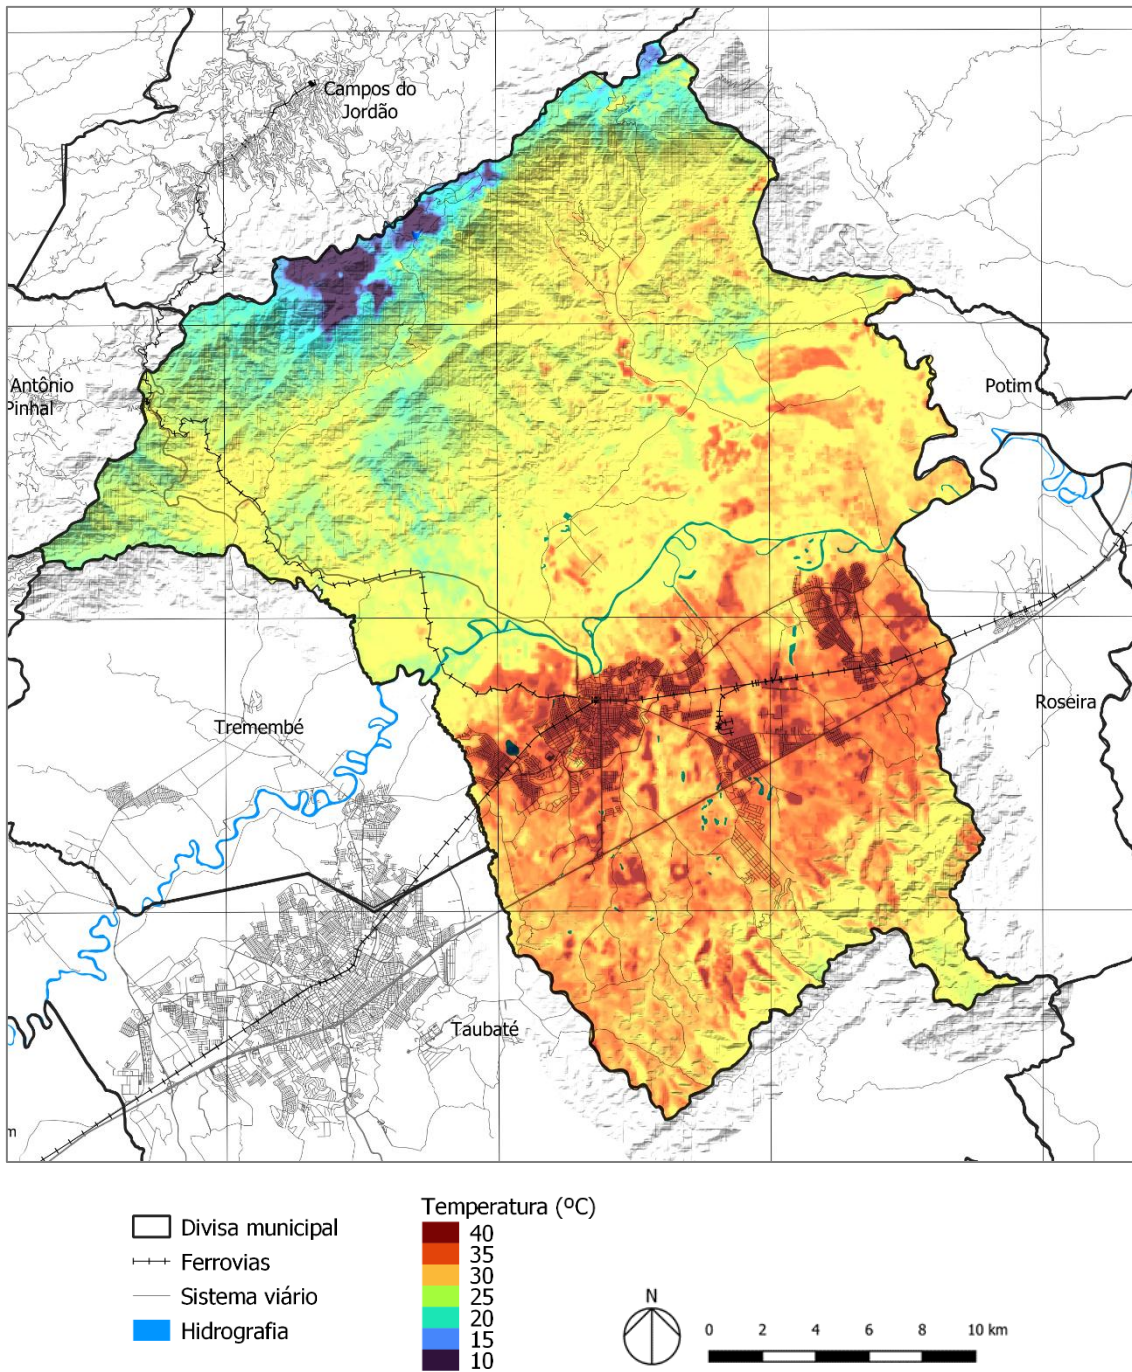 Campos do
Jordão
Antônio
Pinhal
Potim
Tremembé
Roseira
Taubaté
m
Temperatura (ºC)
Divisa municipal
Ferrovias
Sistema viário
Hidrografia
40
35
30
25
20
15
10
N
0 2 4 6 8 10 km